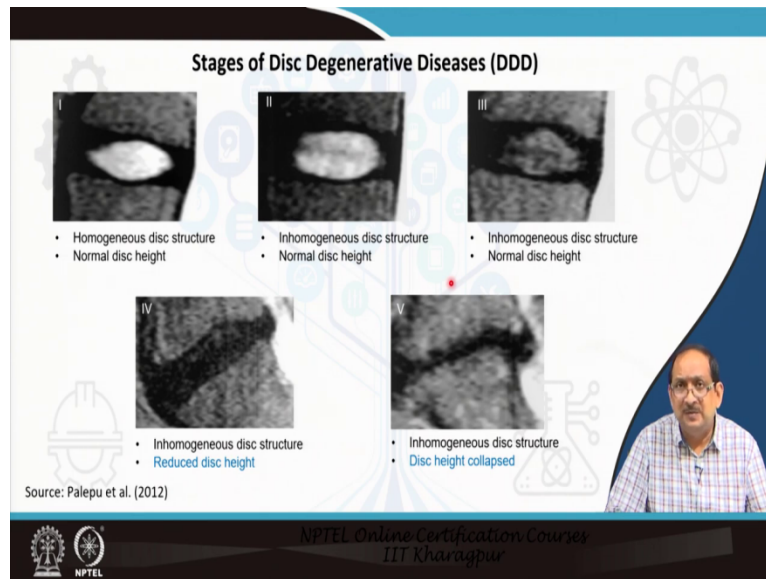 Stages of Disc Degenerative Diseases (DDD)
I
II
III
• Homogeneous disc structure
• Normal disc height
• Inhomogeneous disc structure
• Normal disc height
• Inhomogeneous disc structure
• Normal disc height
IV
V
• Inhomogeneous disc structure
• Reduced disc height
• Inhomogeneous disc structure
• Disc height collapsed
Source: Palepu et al. (2012)
NPTEL
NPTEL Online Certification Courses
IIT Kharagpur